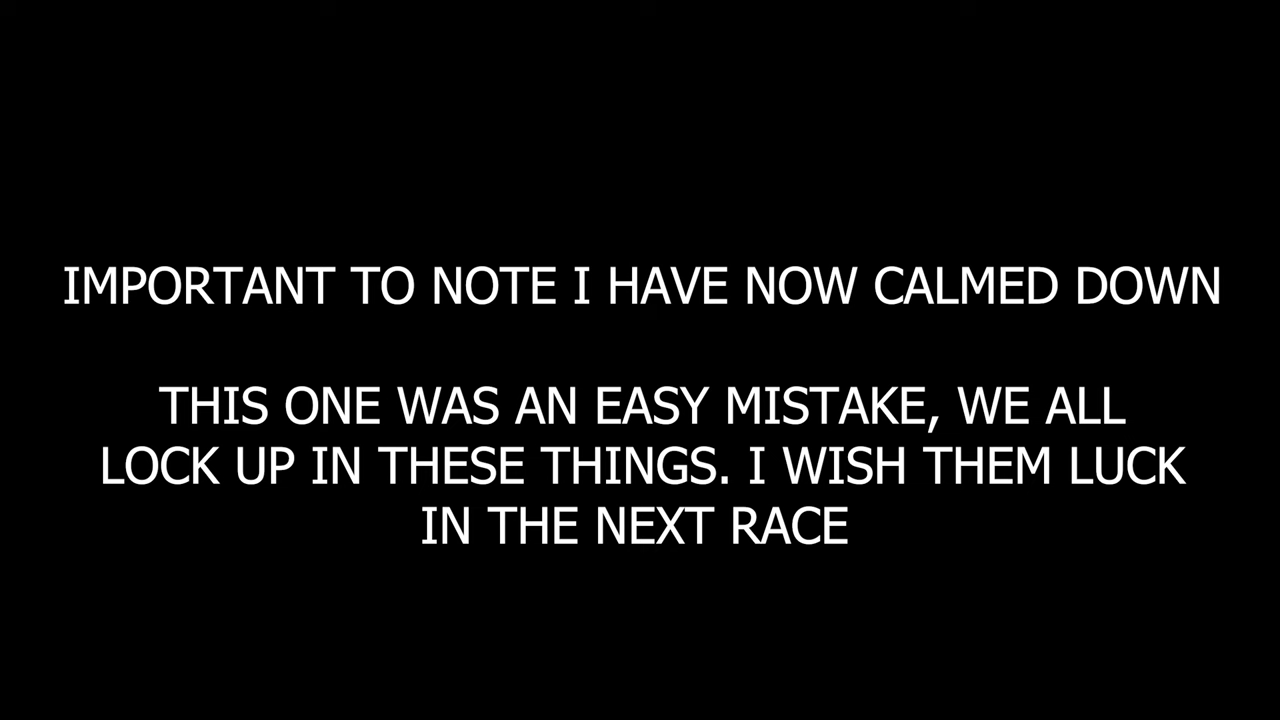 IMPORTANT TO NOTE I HAVE NOW CALMED DOWN
THIS ONE WAS AN EASY MISTAKE, WE ALL
LOCK UP IN THESE THINGS. I WISH THEM LUCK
IN THE NEXT RACE